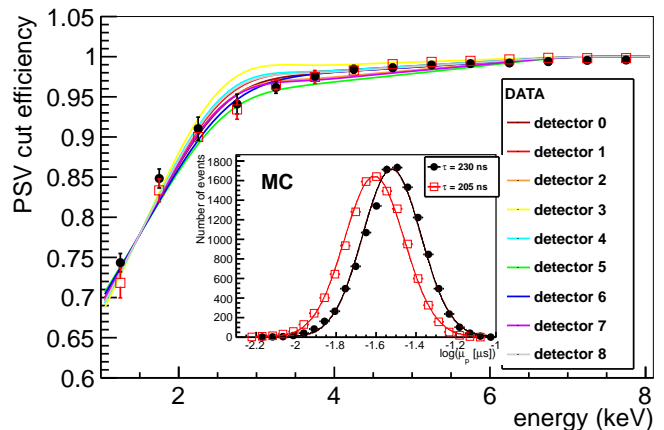 PSV cut efficiency
1.05
1
0.95
0.9
0.85
0.8
0.75
0.7
0.65
0.6
2
4
6
8
energy (keV)
DATA
detector 0
detector 1
detector 2
detector 3
detector 4
detector 5
detector 6
detector 7
detector 8
MC
τ = 230 ns
τ = 205 ns
Number of events
1800
1600
1400
1200
1000
800
600
400
200
0
-2.2
-2
-1.8
-1.6
-1.4
-1.2
-1
log(μ_p [μs])